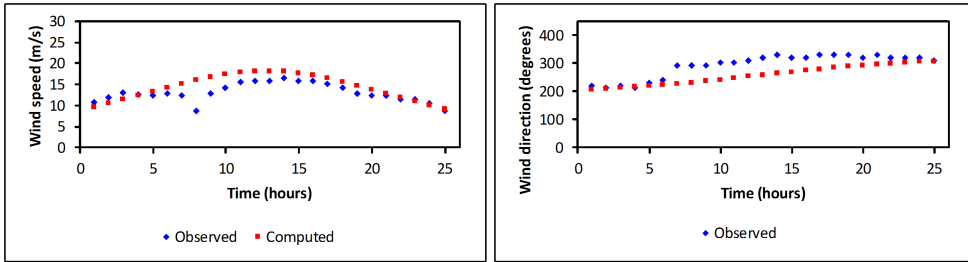 30
25
20
15
10
5
0
Wind speed (m/s)
0 5 10 15 20 25
Time (hours)
Observed Computed
400
300
200
100
0
Wind direction (degrees)
0 5 10 15 20 25
Time (hours)
Observed